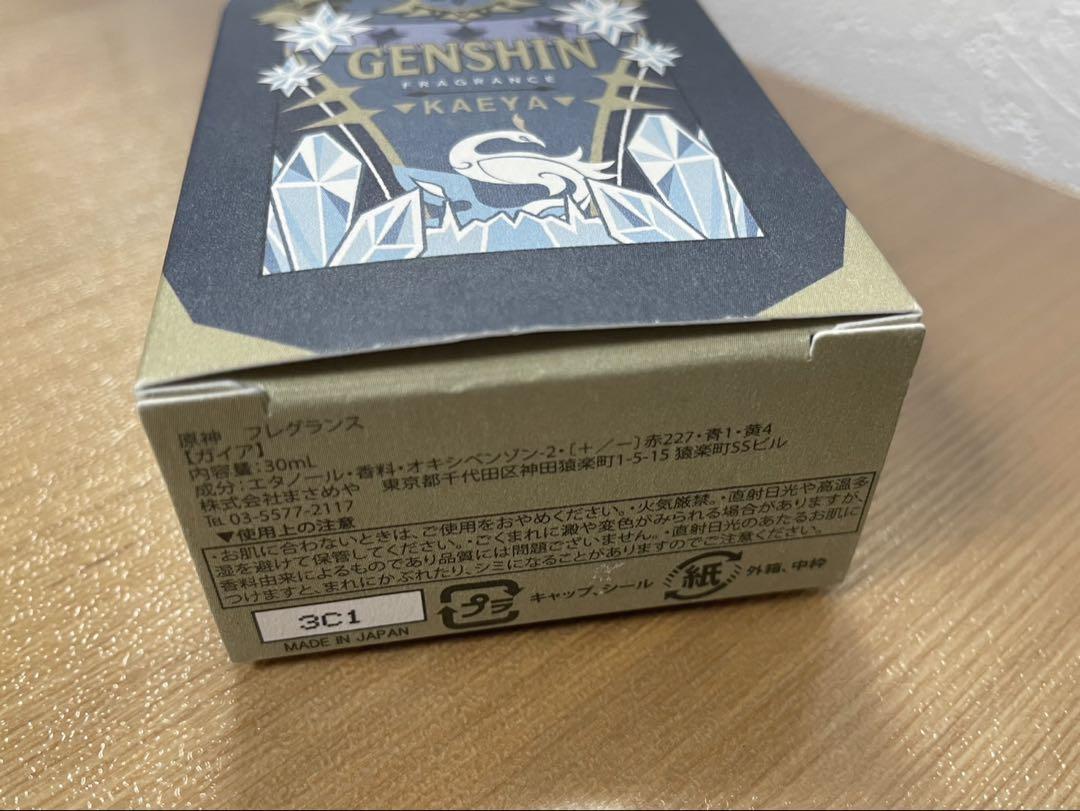 GENSHIN
FRAGRANCE
KAEYA
原神 フレグランス
【ガイア】
内容量:30mL
成分:エタノール・香料・オキシベンゾン-2・(+/-)赤227・青1・黄4
株式会社まさめや 東京都千代田区神田猿楽町1-5-15 猿楽町SSビル
℡ 03-5577-2117
▼使用上の注意
・お肌に合わないときは、ご使用をおやめください。・火気厳禁。・直射日光や高温多
湿を避けて保管してください。・ごくまれに澱や変色がみられる場合がありますが、
香料由来によるものであり品質には問題ございません。・直射日光のあたるお肌に
つけますと、まれにかぶれたり、シミになることがありますのでご注意ください。
3C1
プラ キャップ、シール 紙 外箱、中枠
MADE IN JAPAN